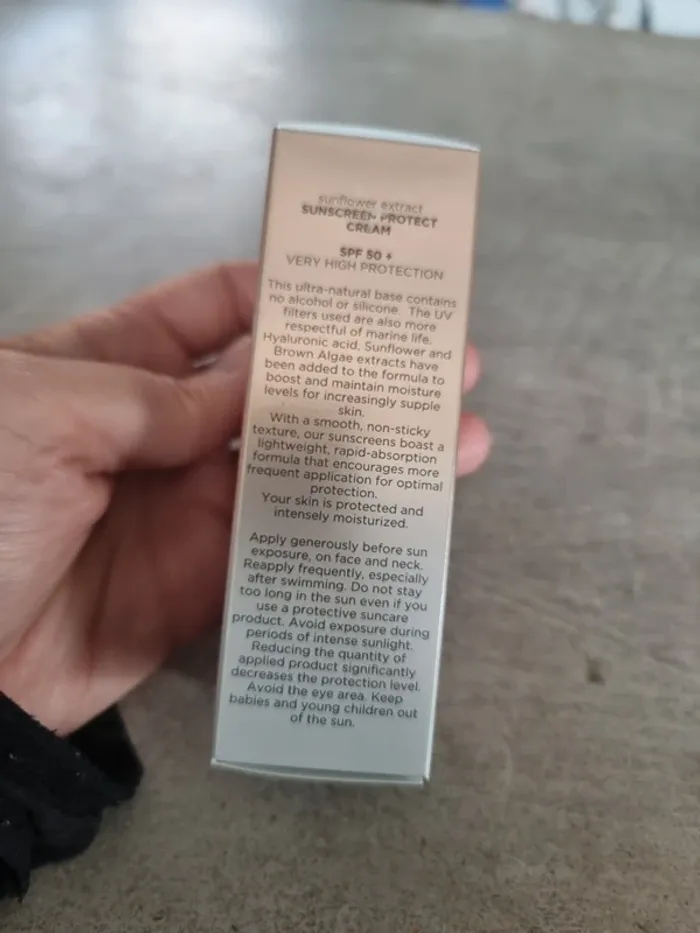 sunflower extract
SUNSCREEN PROTECT
CREAM
SPF 50 +
VERY HIGH PROTECTION
This ultra-natural base contains
no alcohol or silicone. The UV
filters used are also more
respectful of marine life.
Hyaluronic acid, Sunflower and
Brown Algae extracts have
been added to the formula to
boost and maintain moisture
levels for increasingly supple
skin.
With a smooth, non-sticky
texture, our sunscreens boast a
lightweight, rapid-absorption
formula that encourages more
frequent application for optimal
protection.
Your skin is protected and
intensely moisturized.
Apply generously before sun
exposure, on face and neck.
Reapply frequently, especially
after swimming. Do not stay
too long in the sun even if you
use a protective suncare
product. Avoid exposure during
periods of intense sunlight.
Reducing the quantity of
applied product significantly
decreases the protection level.
Avoid the eye area. Keep
babies and young children out
of the sun.